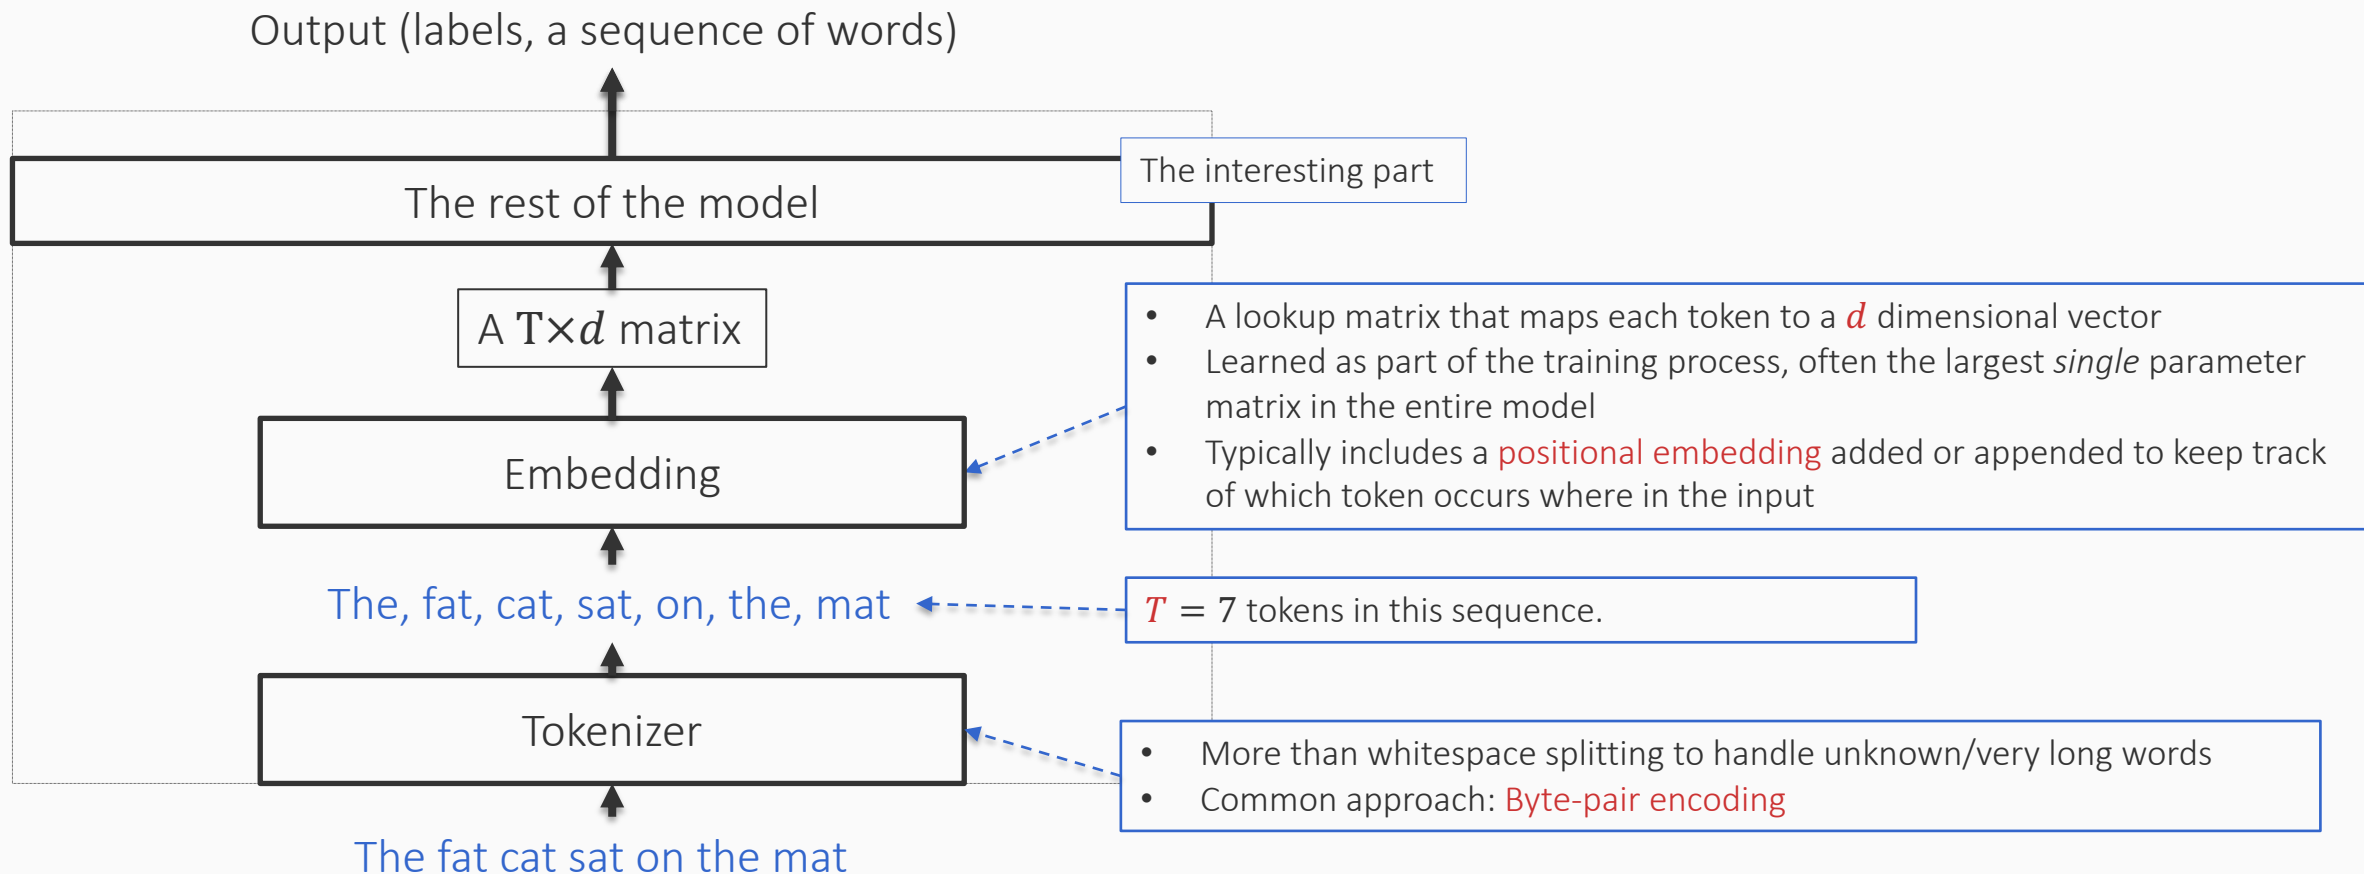 Output (labels, a sequence of words)
The interesting part
The rest of the model
A T×d matrix
• A lookup matrix that maps each token to a d dimensional vector
• Learned as part of the training process, often the largest single parameter
matrix in the entire model
• Typically includes a positional embedding added or appended to keep track
of which token occurs where in the input
Embedding
The, fat, cat, sat, on, the, mat
T = 7 tokens in this sequence.
Tokenizer
• More than whitespace splitting to handle unknown/very long words
• Common approach: Byte-pair encoding
The fat cat sat on the mat